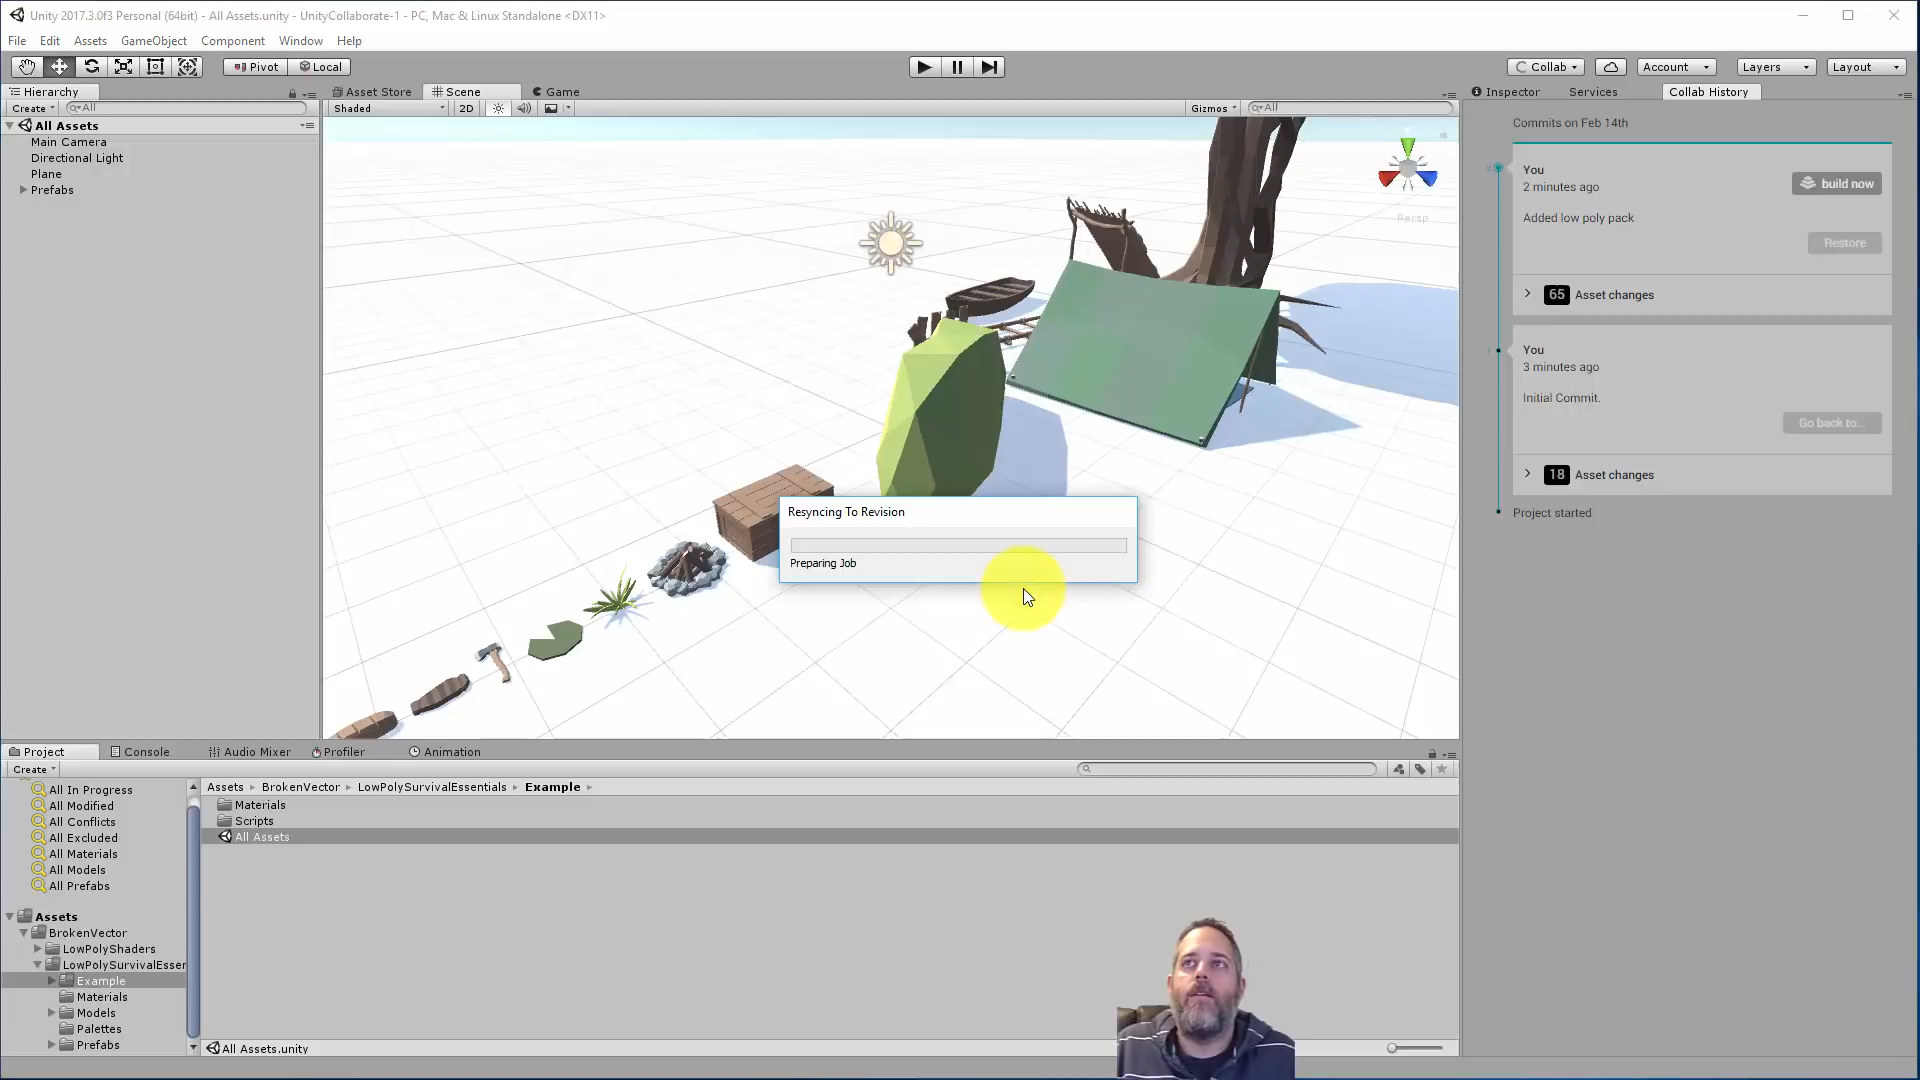 Unity 2017.3.0f3 Personal (64bit) - All Assets.unity - UnityCollaborate-1 - PC, Mac & Linux Standalone <DX11>
File Edit Assets GameObject Component Window Help
Pivot Local Collab Account Layers Layout
Hierarchy
Create All
All Assets
Main Camera
Directional Light
Plane
Prefabs
Asset Store Scene Game
Shaded 2D Gizmos All
Persp
Inspector Services Collab History
Commits on Feb 14th
2
You
2 minutes ago
build now
Added low poly pack
Restore
65 Asset changes
1
You
3 minutes ago
Initial Commit.
Go back to...
18 Asset changes
Project started
Resyncing To Revision
Preparing Job
Project Console Audio Mixer Profiler Animation
Create
All In Progress
All Modified
All Conflicts
All Excluded
All Materials
All Models
All Prefabs
Assets
BrokenVector
LowPolyShaders
LowPolySurvivalEsser
Example
Materials
Models
Palettes
Prefabs
Assets BrokenVector LowPolySurvivalEssentials Example
Materials
Scripts
All Assets
All Assets.unity